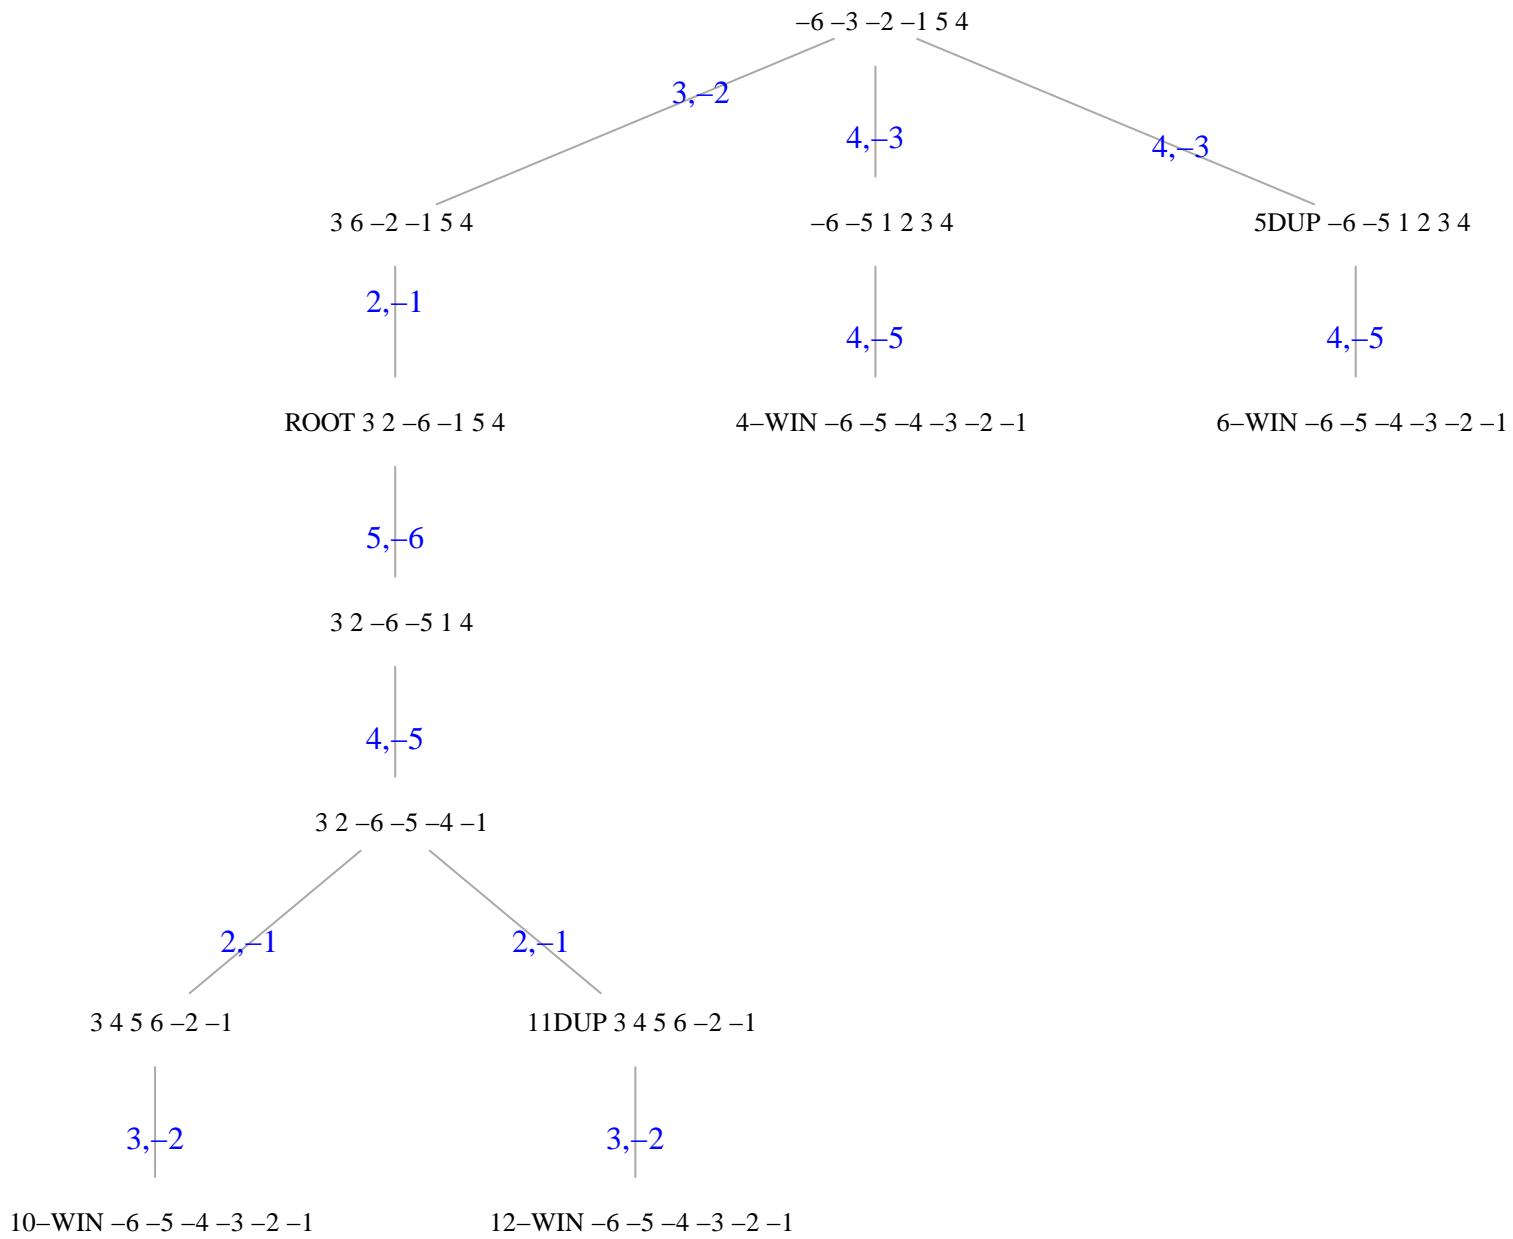 –6 –3 –2 –1 5 4
3,–2
4,–3
4,–3
3 6 –2 –1 5 4
–6 –5 1 2 3 4
5DUP –6 –5 1 2 3 4
2,–1
4,–5
4,–5
ROOT 3 2 –6 –1 5 4
4–WIN –6 –5 –4 –3 –2 –1
6–WIN –6 –5 –4 –3 –2 –1
5,–6
3 2 –6 –5 1 4
4,–5
3 2 –6 –5 –4 –1
2,–1
2,–1
3 4 5 6 –2 –1
11DUP 3 4 5 6 –2 –1
3,–2
3,–2
10–WIN –6 –5 –4 –3 –2 –1
12–WIN –6 –5 –4 –3 –2 –1